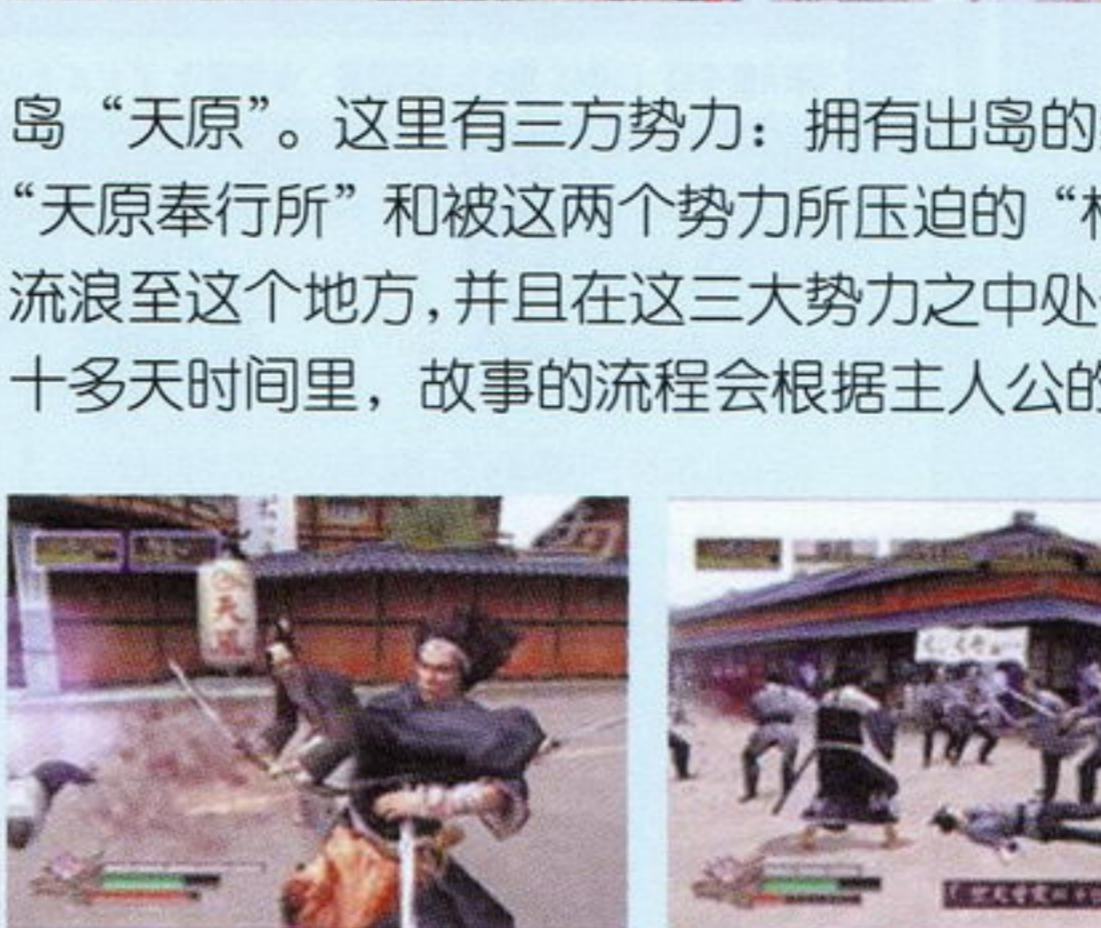 岛“天原”。这里有三方势力：拥有出岛的
“天原奉行所”和被这两个势力所压迫的“
流浪至这个地方，并且在这三大势力之中处
十多天时间里，故事的流程会根据主人公的